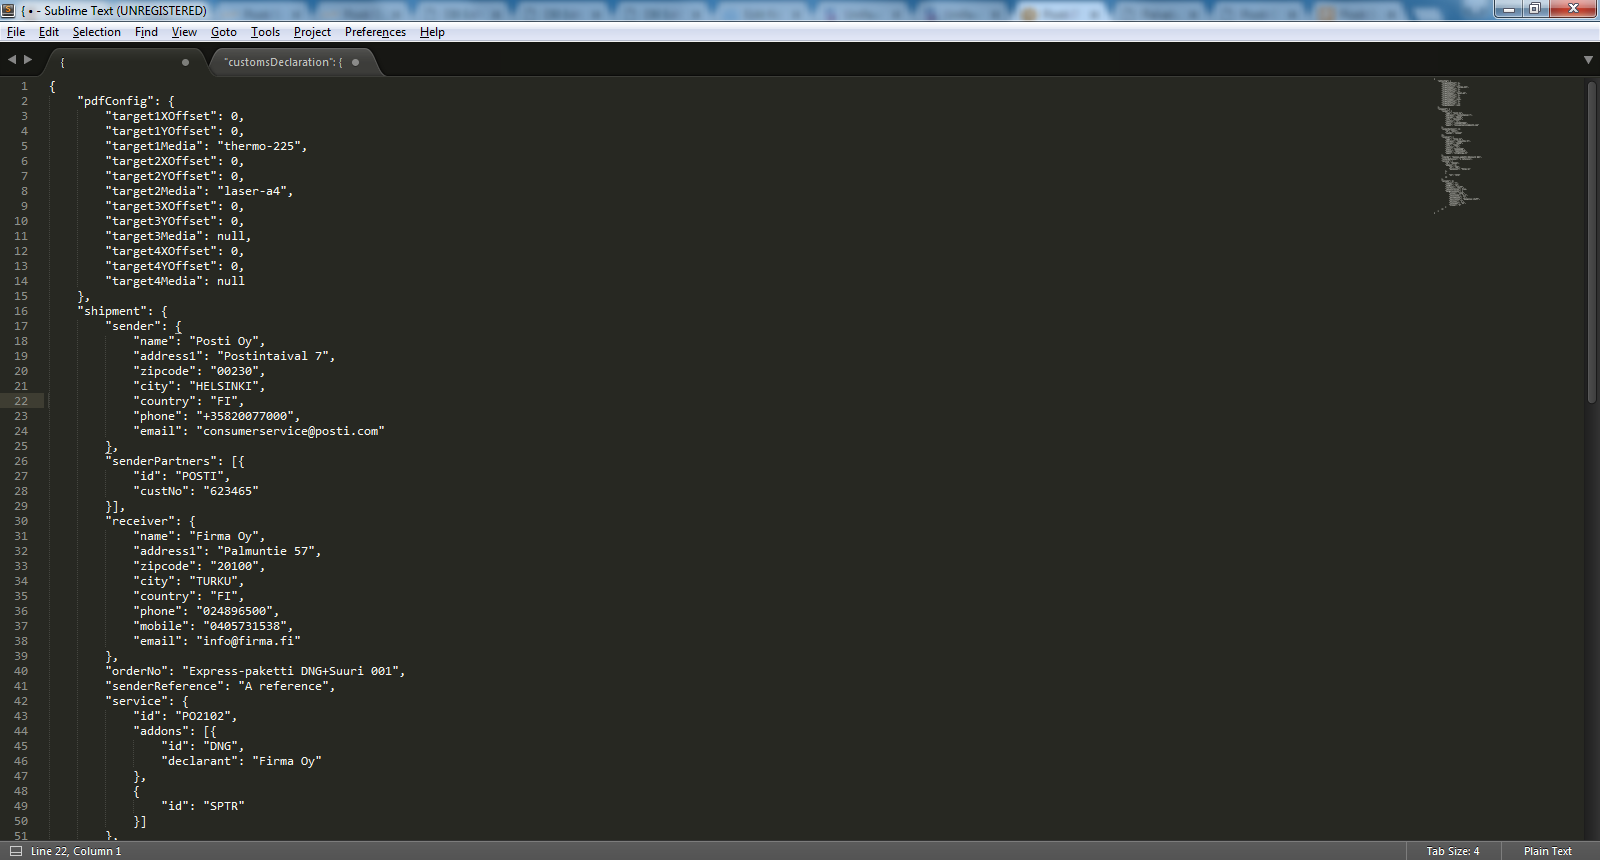 { • - Sublime Text (UNREGISTERED)
File Edit Selection Find View Goto Tools Project Preferences Help
{ "customsDeclaration": {
1 {
2 "pdfConfig": {
3 "target1XOffset": 0,
4 "target1YOffset": 0,
5 "target1Media": "thermo-225",
6 "target2XOffset": 0,
7 "target2YOffset": 0,
8 "target2Media": "laser-a4",
9 "target3XOffset": 0,
10 "target3YOffset": 0,
11 "target3Media": null,
12 "target4XOffset": 0,
13 "target4YOffset": 0,
14 "target4Media": null
15 },
16 "shipment": {
17 "sender": {
18 "name": "Posti Oy",
19 "address1": "Postintaival 7",
20 "zipcode": "00230",
21 "city": "HELSINKI",
22 "country": "FI",
23 "phone": "+35820077000",
24 "email": "consumerservice@posti.com"
25 },
26 "senderPartners": [{
27 "id": "POSTI",
28 "custNo": "623465"
29 }],
30 "receiver": {
31 "name": "Firma Oy",
32 "address1": "Palmuntie 57",
33 "zipcode": "20100",
34 "city": "TURKU",
35 "country": "FI",
36 "phone": "024896500",
37 "mobile": "0405731538",
38 "email": "info@firma.fi"
39 },
40 "orderNo": "Express-paketti DNG+Suuri 001",
41 "senderReference": "A reference",
42 "service": {
43 "id": "PO2102",
44 "addons": [{
45 "id": "DNG",
46 "declarant": "Firma Oy"
47 },
48 {
49 "id": "SPTR"
50 }]
51 },
Line 22, Column 1 Tab Size: 4 Plain Text